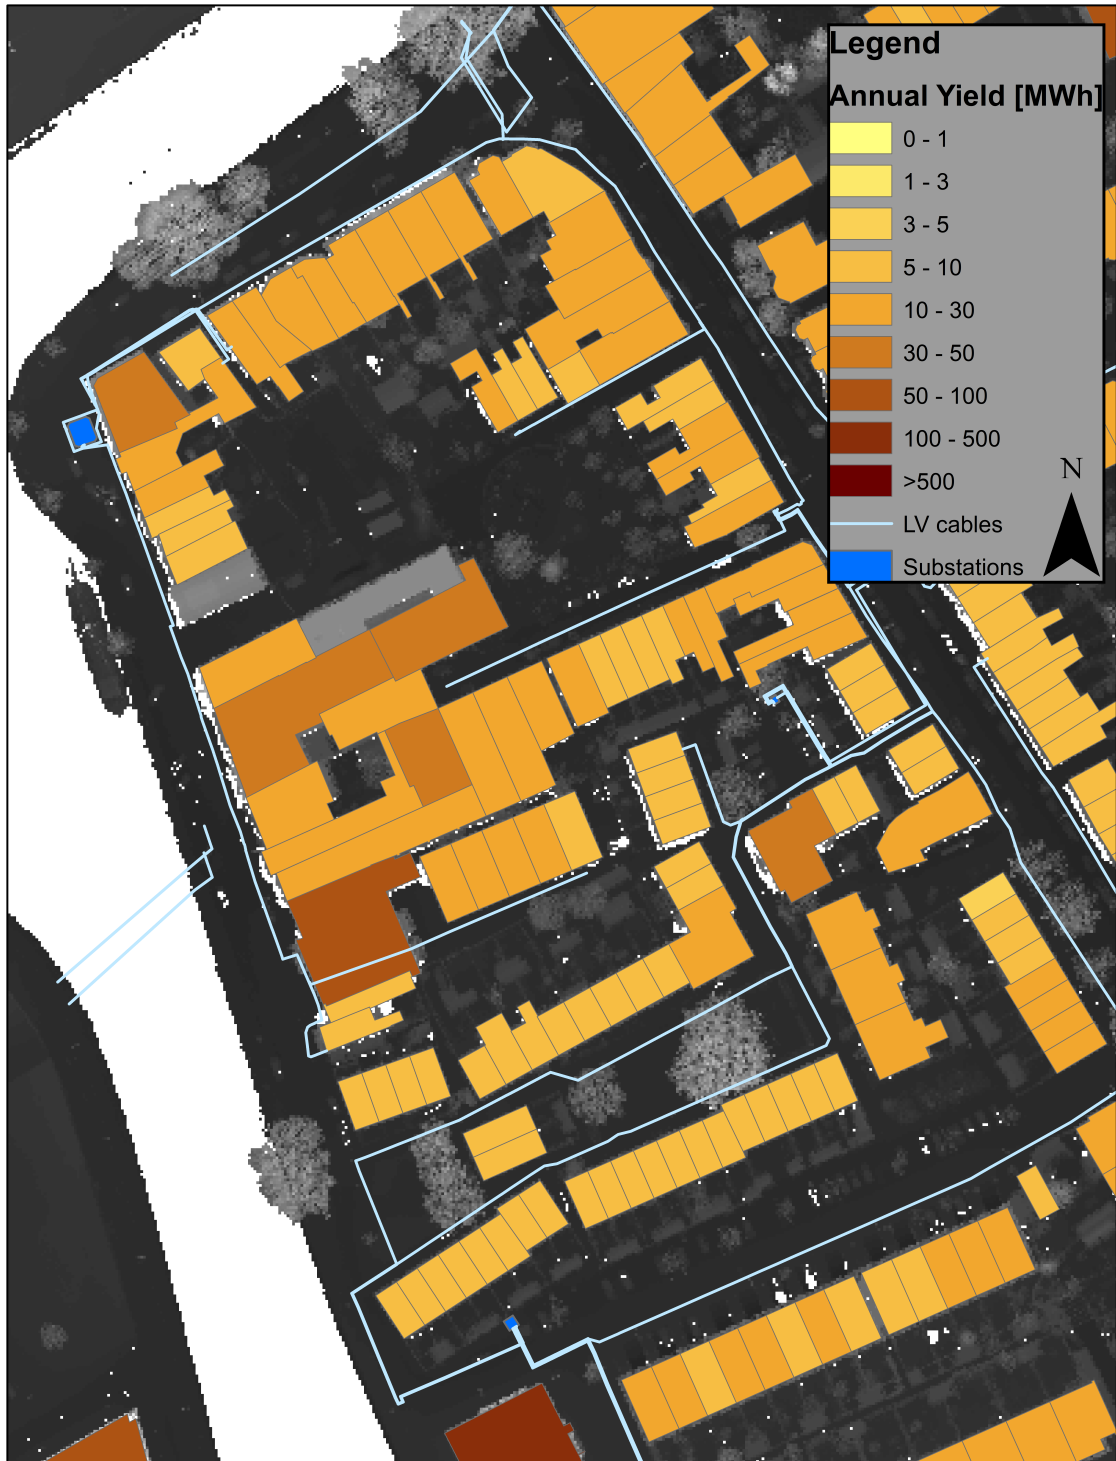 Legend
Annual Yield [MWh]
0 - 1
1 - 3
3 - 5
5 - 10
10 - 30
30 - 50
50 - 100
100 - 500
>500
N
LV cables
Substations